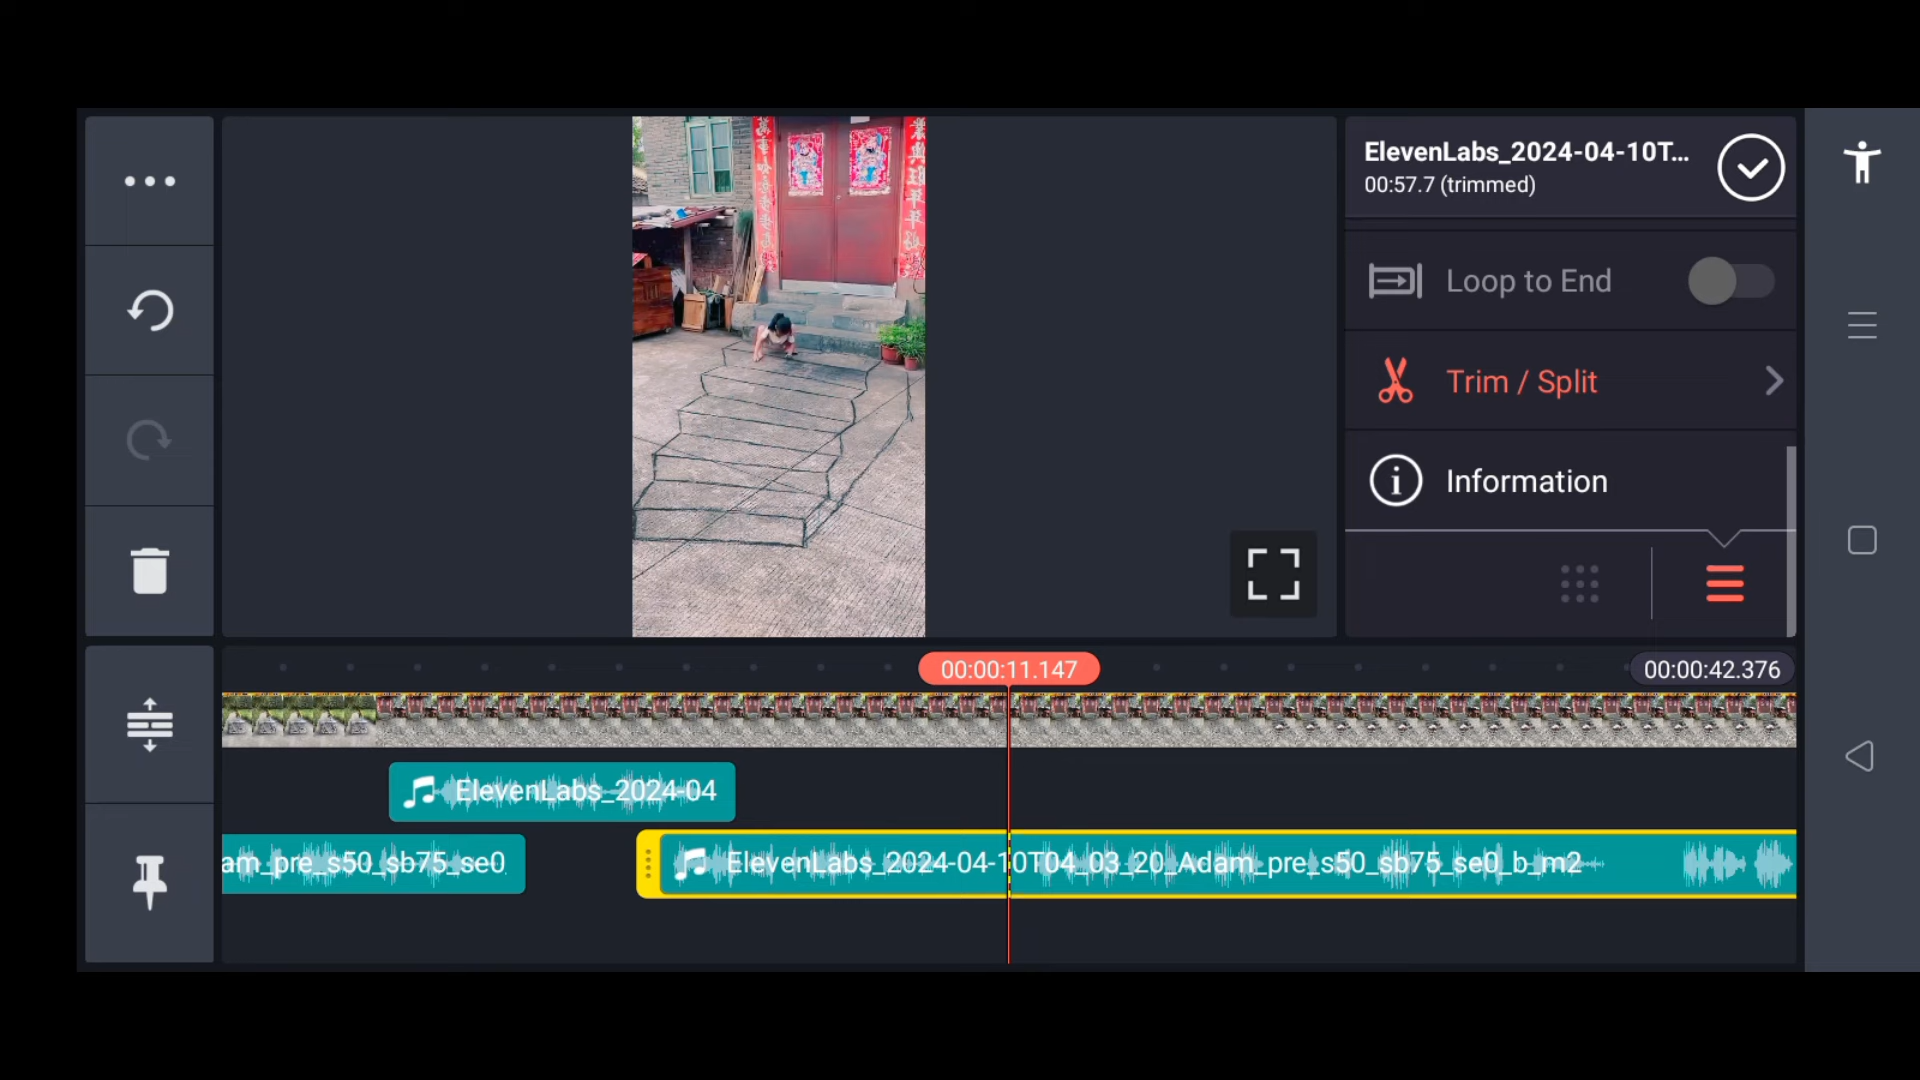 ElevenLabs_2024-04-10T...
00:57.7 (trimmed)
Loop to End
Trim / Split
Information
00:00:11.147
00:00:42.376
ElevenLabs_2024-04
am_pre_s50_sb75_se0
ElevenLabs_2024-04-10T04_03_20_Adam_pre_s50_sb75_se0_b_m2